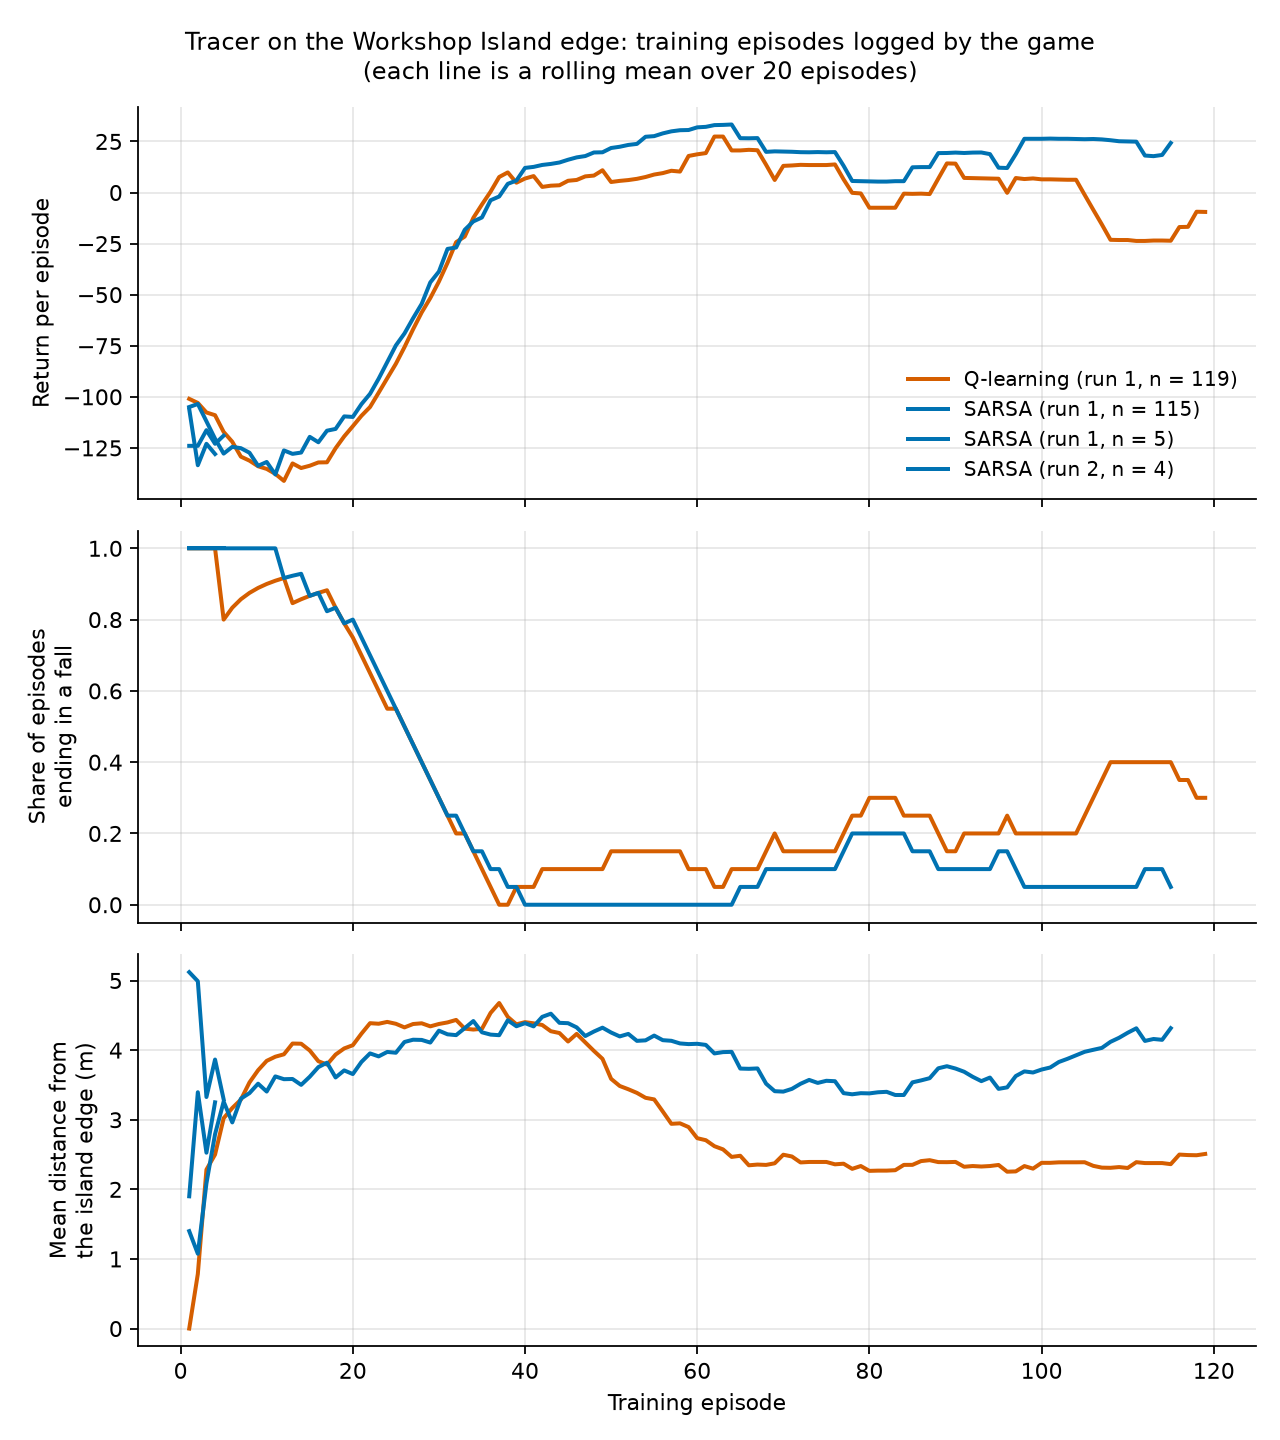 Tracer on the Workshop Island edge: training episodes logged by the game
(each line is a rolling mean over 20 episodes)
Return per episode
25
0
−25
−50
−75
−100
−125
Q-learning (run 1, n = 119)
SARSA (run 1, n = 115)
SARSA (run 1, n = 5)
SARSA (run 2, n = 4)
Share of episodes
ending in a fall
1.0
0.8
0.6
0.4
0.2
0.0
Mean distance from
the island edge (m)
5
4
3
2
1
0
0 20 40 60 80 100 120
Training episode